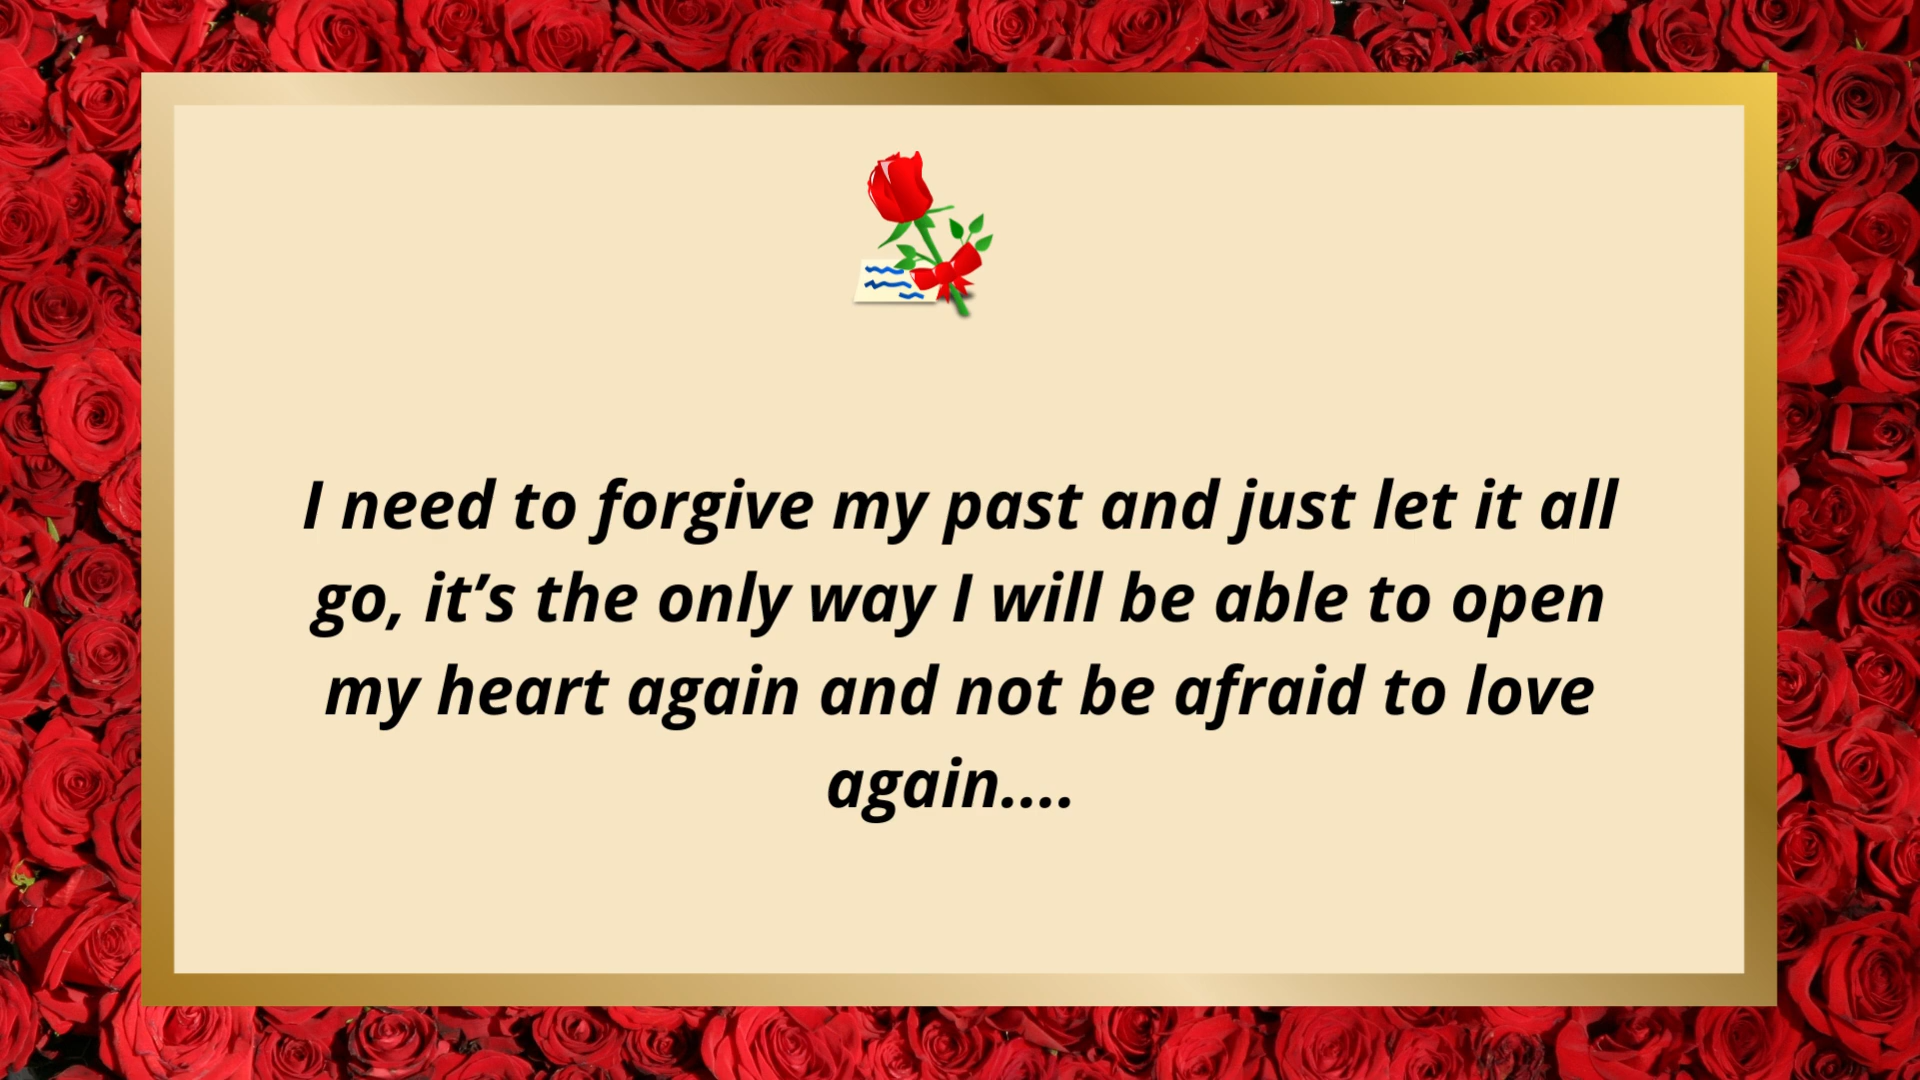 I need to forgive my past and just let it all
go, it’s the only way I will be able to open
my heart again and not be afraid to love
again....